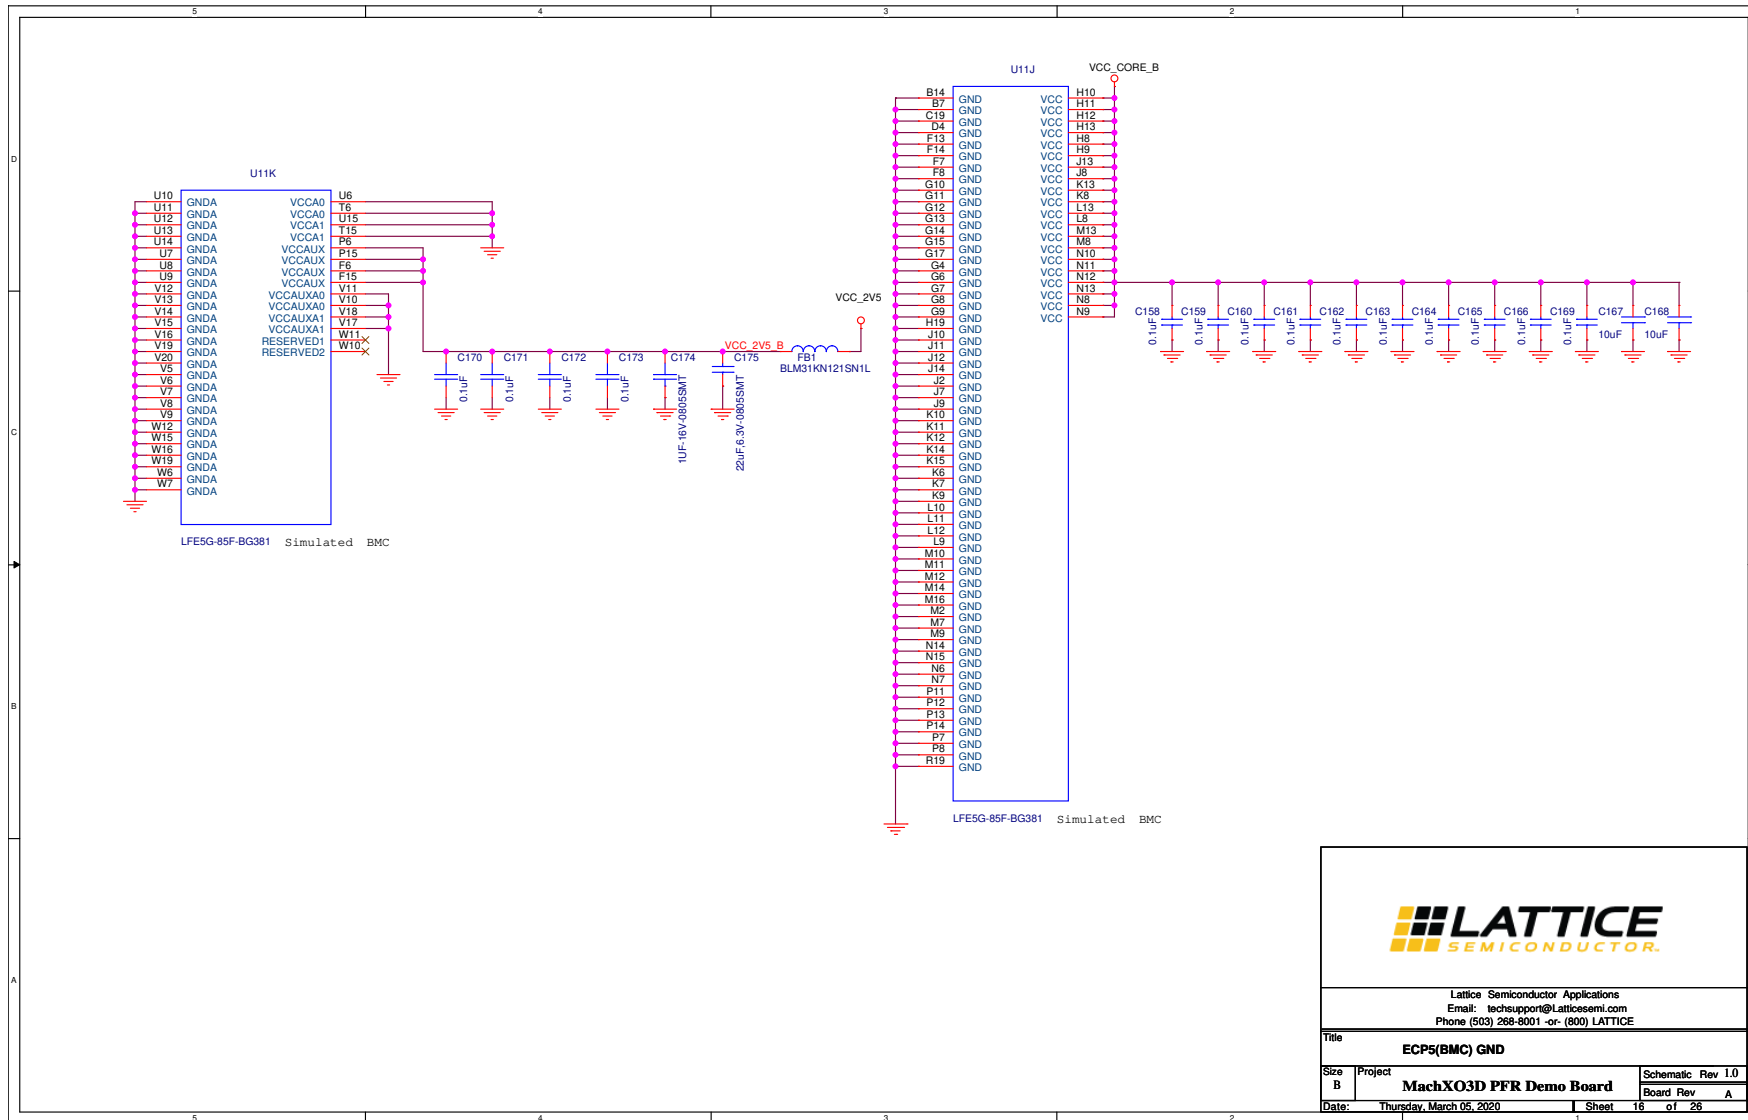 5
4
3
2
1
D
C
B
A
U11K
U10 GNDA VCCA0 U6
U11 GNDA VCCA0 T6
U12 GNDA VCCA1 U15
U13 GNDA VCCA1 T15
U14 GNDA VCCAUX P6
U7 GNDA VCCAUX P15
U8 GNDA VCCAUX F6
U9 GNDA VCCAUX F15
V12 GNDA VCCAUXA0 V11
V13 GNDA VCCAUXA0 V10
V14 GNDA VCCAUXA1 V18
V15 GNDA VCCAUXA1 V17
V16 GNDA RESERVED1 W11
V19 GNDA RESERVED2 W10
V20 GNDA
V5 GNDA
V6 GNDA
V7 GNDA
V8 GNDA
V9 GNDA
W12 GNDA
W15 GNDA
W16 GNDA
W19 GNDA
W6 GNDA
W7 GNDA
LFE5G-85F-BG381 Simulated BMC
C170
0.1uF
C171
0.1uF
C172
0.1uF
C173
0.1uF
C174
1UF-16V-0805SMT
C175
22uF,6.3V-0805SMT
VCC_2V5_B
FB1
BLM31KN121SN1L
VCC_2V5
U11J
VCC_CORE_B
B14 GND VCC H10
B7 GND VCC H11
C19 GND VCC H12
D4 GND VCC H13
F13 GND VCC H8
F14 GND VCC H9
F7 GND VCC J13
F8 GND VCC J8
G10 GND VCC K13
G11 GND VCC K8
G12 GND VCC L13
G13 GND VCC L8
G14 GND VCC M13
G15 GND VCC M8
G17 GND VCC N10
G4 GND VCC N11
G6 GND VCC N12
G7 GND VCC N13
G8 GND VCC N8
G9 GND VCC N9
H19 GND
J10 GND
J11 GND
J12 GND
J14 GND
J2 GND
J7 GND
J9 GND
K10 GND
K11 GND
K12 GND
K14 GND
K15 GND
K6 GND
K7 GND
K9 GND
L10 GND
L11 GND
L12 GND
L9 GND
M10 GND
M11 GND
M12 GND
M14 GND
M16 GND
M2 GND
M7 GND
M9 GND
N14 GND
N15 GND
N6 GND
N7 GND
P11 GND
P12 GND
P13 GND
P14 GND
P7 GND
P8 GND
R19 GND
LFE5G-85F-BG381 Simulated BMC
C158
0.1uF
C159
0.1uF
C160
0.1uF
C161
0.1uF
C162
0.1uF
C163
0.1uF
C164
0.1uF
C165
0.1uF
C166
0.1uF
C169
0.1uF
C167
10uF
C168
10uF
LATTICE
SEMICONDUCTOR
Lattice Semiconductor Applications
Email: techsupport@Latticesemi.com
Phone (503) 268-8001 -or- (800) LATTICE
Title
ECP5(BMC) GND
Size
B
Project
MachXO3D PFR Demo Board
Schematic Rev 1.0
Board Rev A
Date: Thursday, March 05, 2020
Sheet 16 of 26
5
4
3
2
1